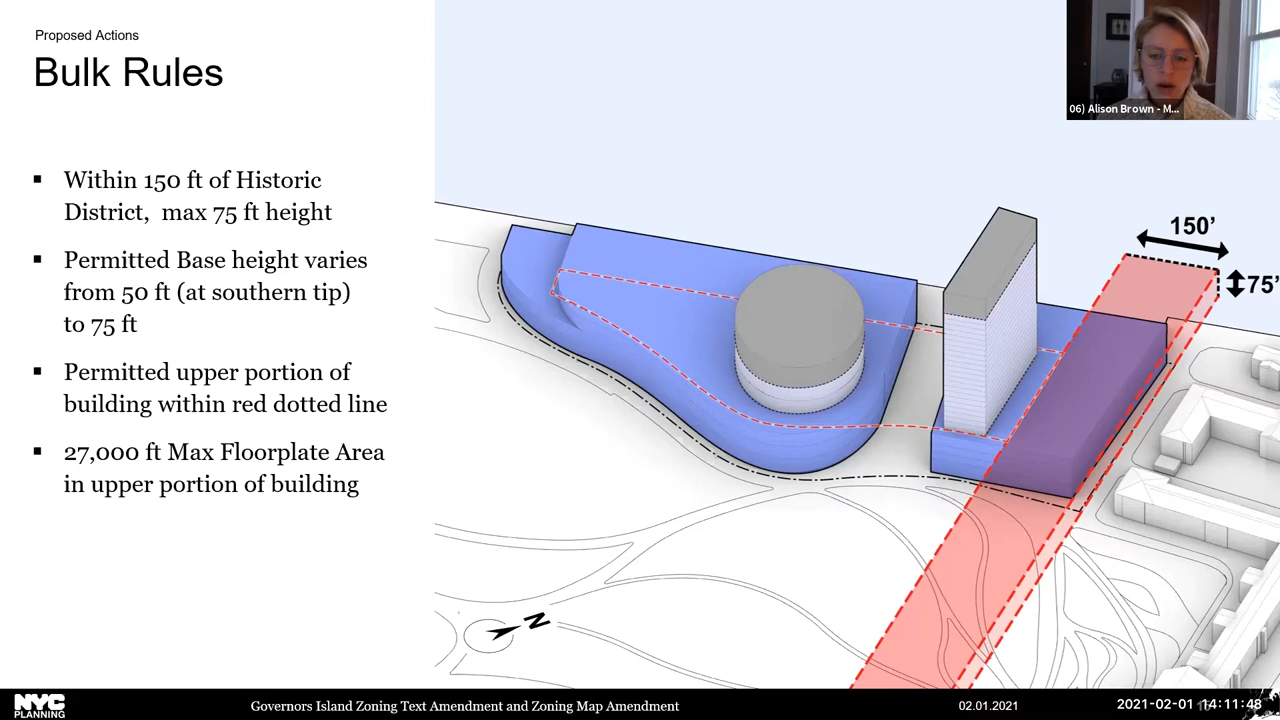 Proposed Actions
Bulk Rules
06) Alison Brown - M...
▪ Within 150 ft of Historic
District, max 75 ft height
▪ Permitted Base height varies
from 50 ft (at southern tip)
to 75 ft
▪ Permitted upper portion of
building within red dotted line
▪ 27,000 ft Max Floorplate Area
in upper portion of building
150'
75'
N
NYC
PLANNING
Governors Island Zoning Text Amendment and Zoning Map Amendment
02.01.2021
2021-02-01 14:11:48